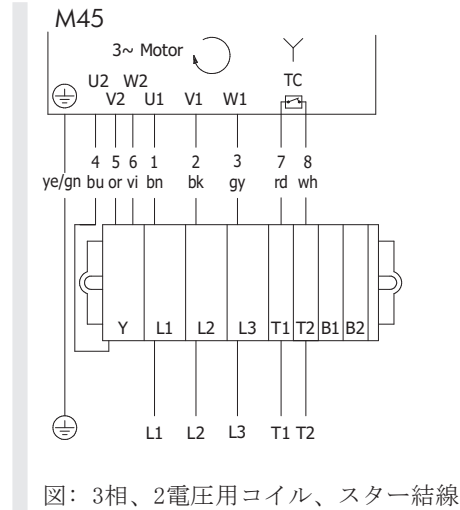 M45
3~ Motor
TC
U2 W2
V2 U1 V1 W1
4 5 6 1 2 3 7 8
ye/gn bu or vi bn bk gy rd wh
Y L1 L2 L3 T1 T2 B1 B2
L1 L2 L3 T1 T2
図: 3相、2電圧用コイル、スター結線